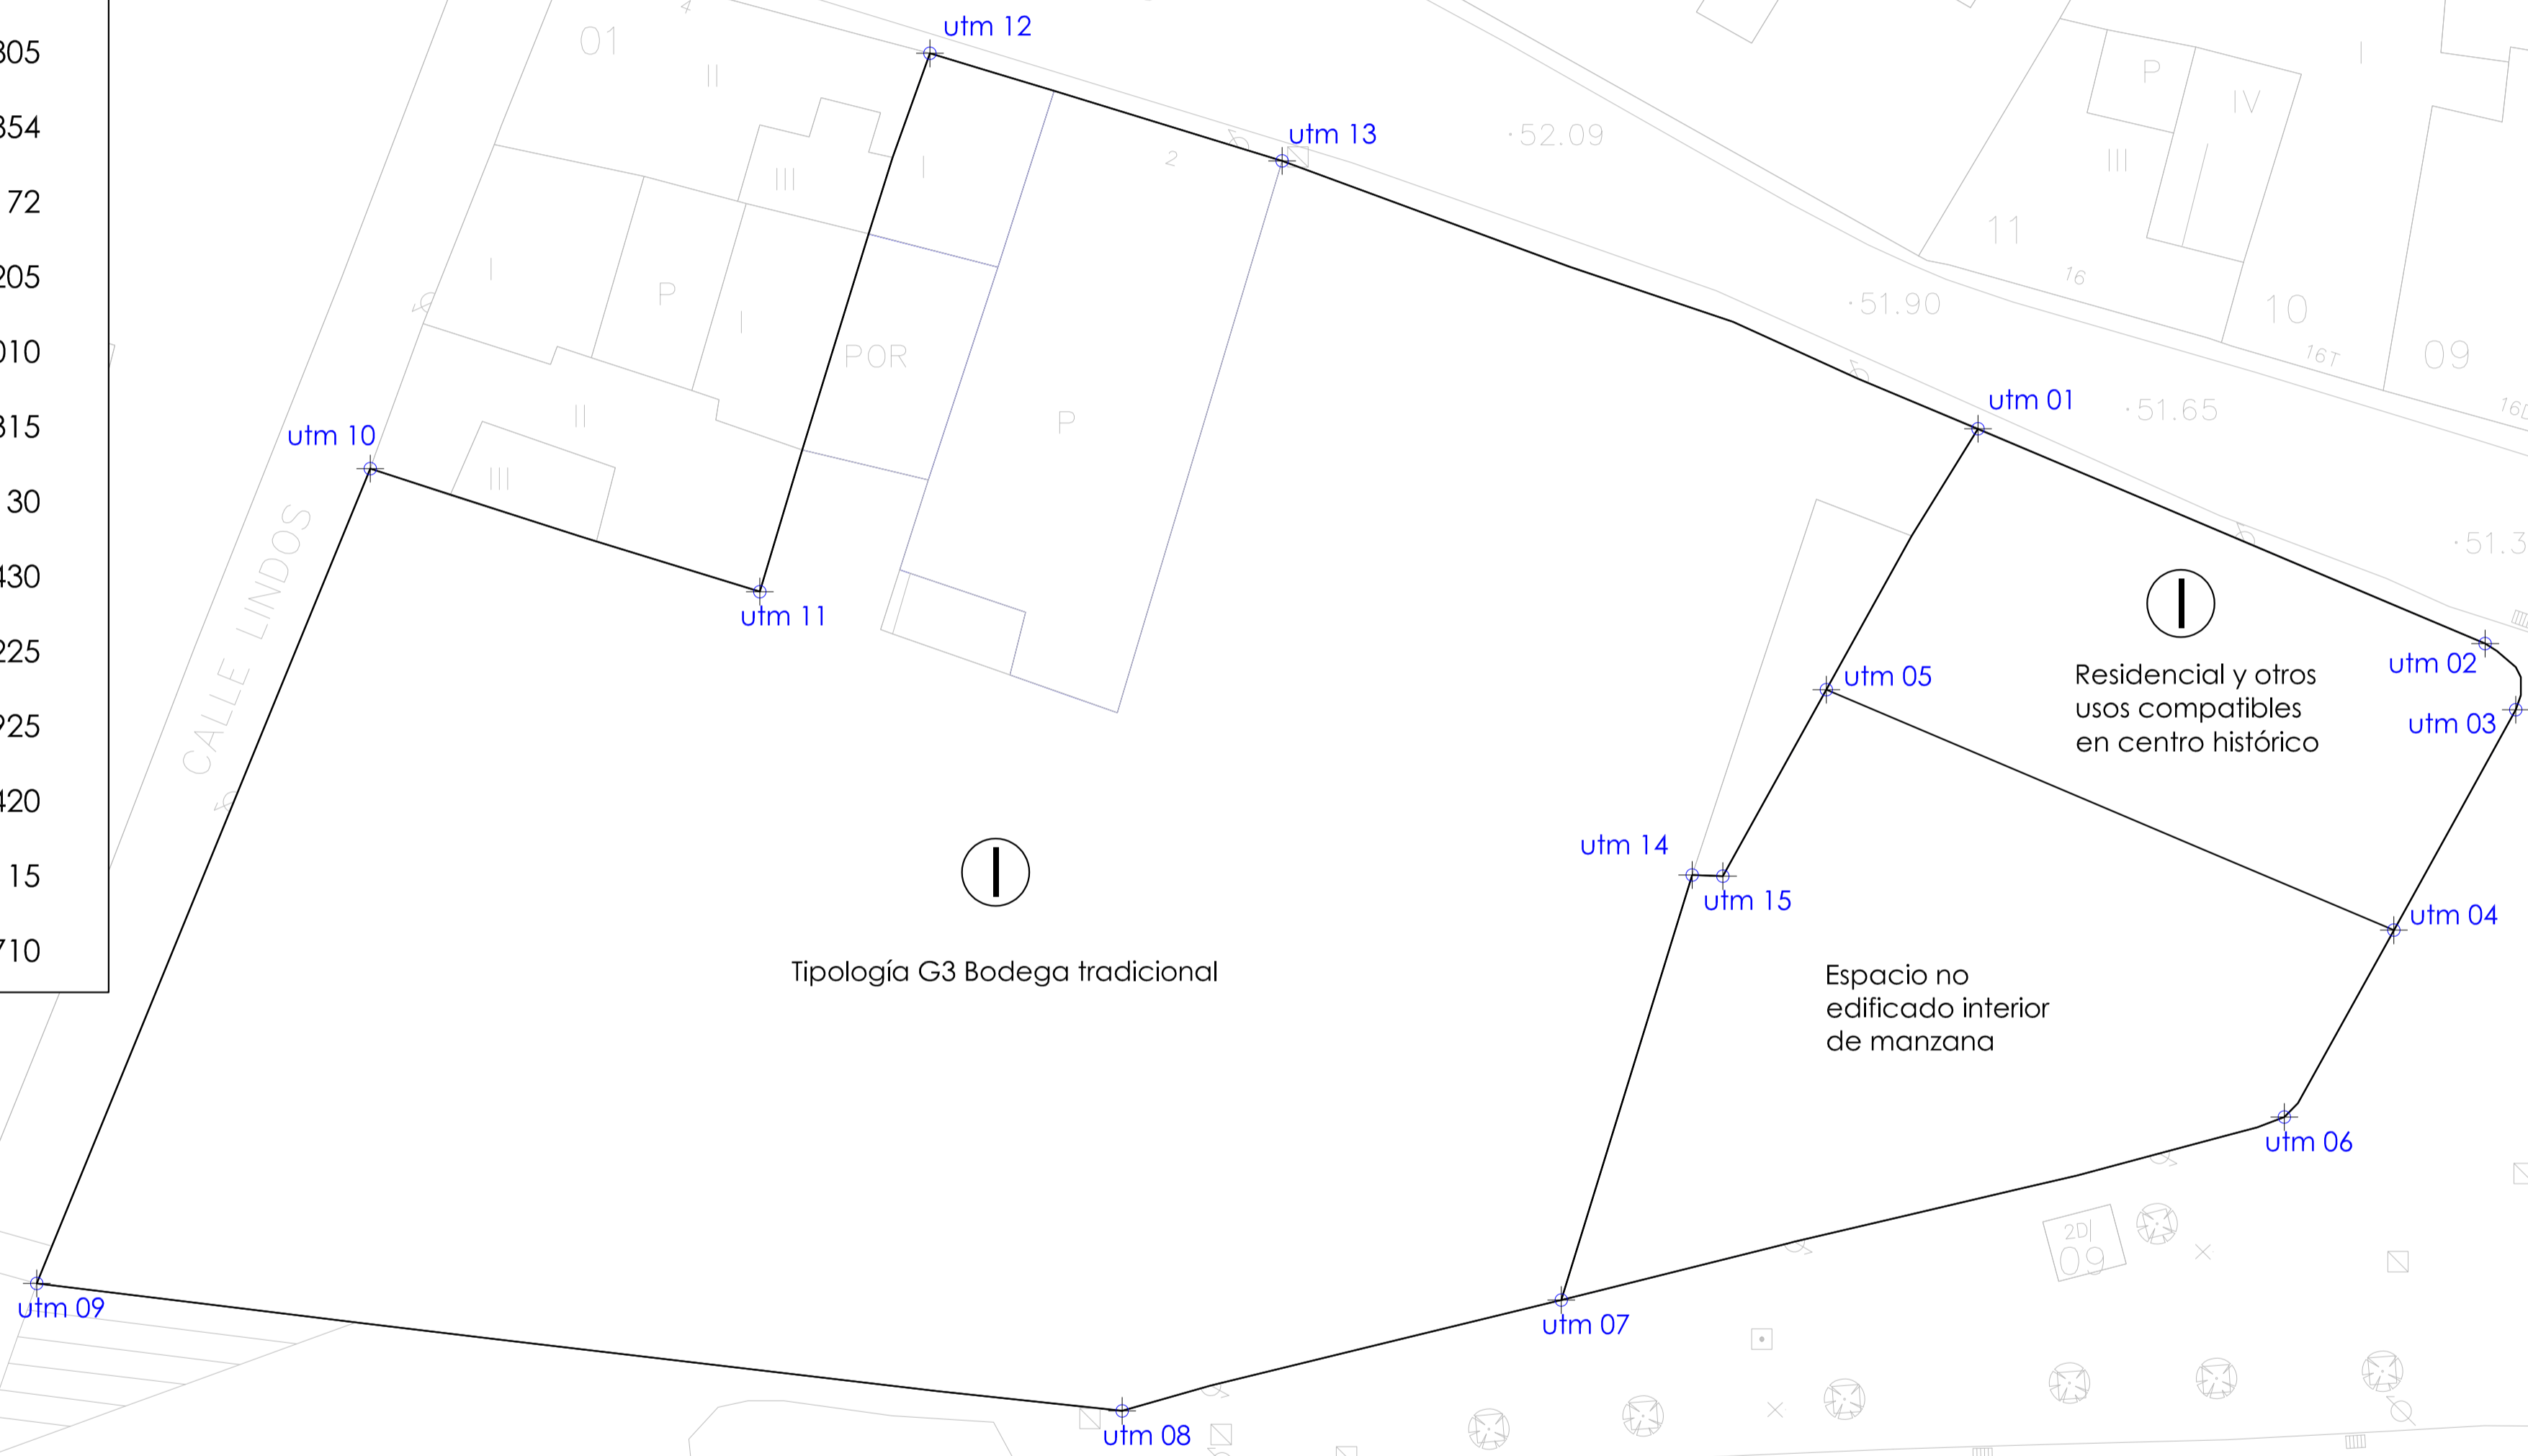 305
354
72
205
010
315
30
430
225
925
420
15
710
utm 12
4
01
II
utm 13
2
·52.09
P
IV
I
III
III
I
11
16
·51.90
10
16T
09
I
P
I
POR
P
utm 01
·51.65
utm 10
II
III
CALLE LINDOS
utm 11
·51.3
I
utm 02
utm 05
Residencial y otros
usos compatibles
en centro histórico
utm 03
utm 14
utm 15
I
utm 04
Tipología G3 Bodega tradicional
Espacio no
edificado interior
de manzana
utm 06
2D
09
utm 09
utm 07
utm 08